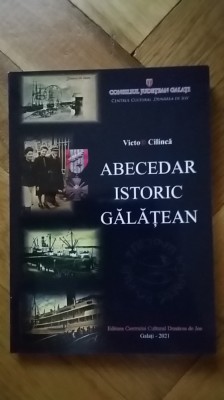 CONSILIUL JUDEȚEAN GALAȚI
CENTRUL CULTURAL DUNĂREA DE JOS
Victor Cilincă
ABECEDAR
ISTORIC
GĂLĂȚEAN
Editura Centrului Cultural Dunărea de Jos
Galați - 2021